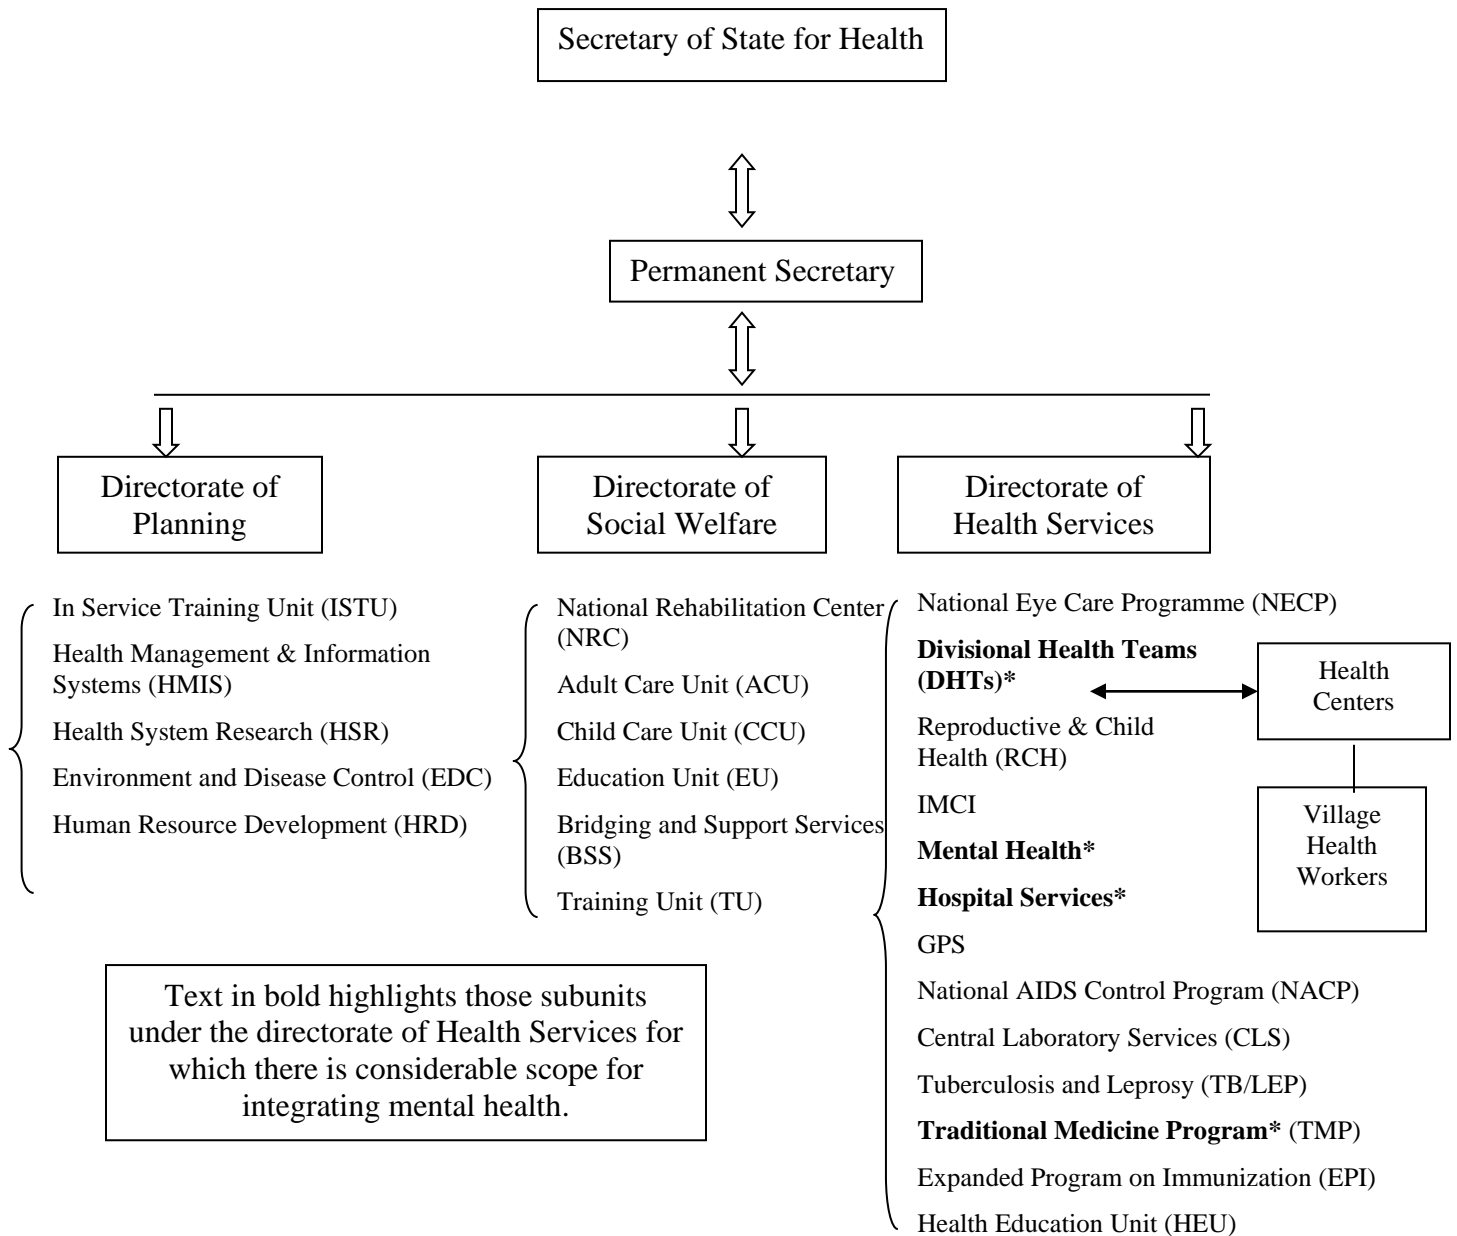 Secretary of State for Health
Permanent Secretary
Directorate of
Planning
Directorate of
Social Welfare
Directorate of
Health Services
In Service Training Unit (ISTU)
Health Management & Information
Systems (HMIS)
Health System Research (HSR)
Environment and Disease Control (EDC)
Human Resource Development (HRD)
National Rehabilitation Center
(NRC)
Adult Care Unit (ACU)
Child Care Unit (CCU)
Education Unit (EU)
Bridging and Support Services
(BSS)
Training Unit (TU)
National Eye Care Programme (NECP)
Divisional Health Teams
(DHTs)*
Reproductive & Child
Health (RCH)
IMCI
Mental Health*
Hospital Services*
GPS
National AIDS Control Program (NACP)
Central Laboratory Services (CLS)
Tuberculosis and Leprosy (TB/LEP)
Traditional Medicine Program* (TMP)
Expanded Program on Immunization (EPI)
Health Education Unit (HEU)
Health
Centers
Village
Health
Workers
Text in bold highlights those subunits
under the directorate of Health Services for
which there is considerable scope for
integrating mental health.